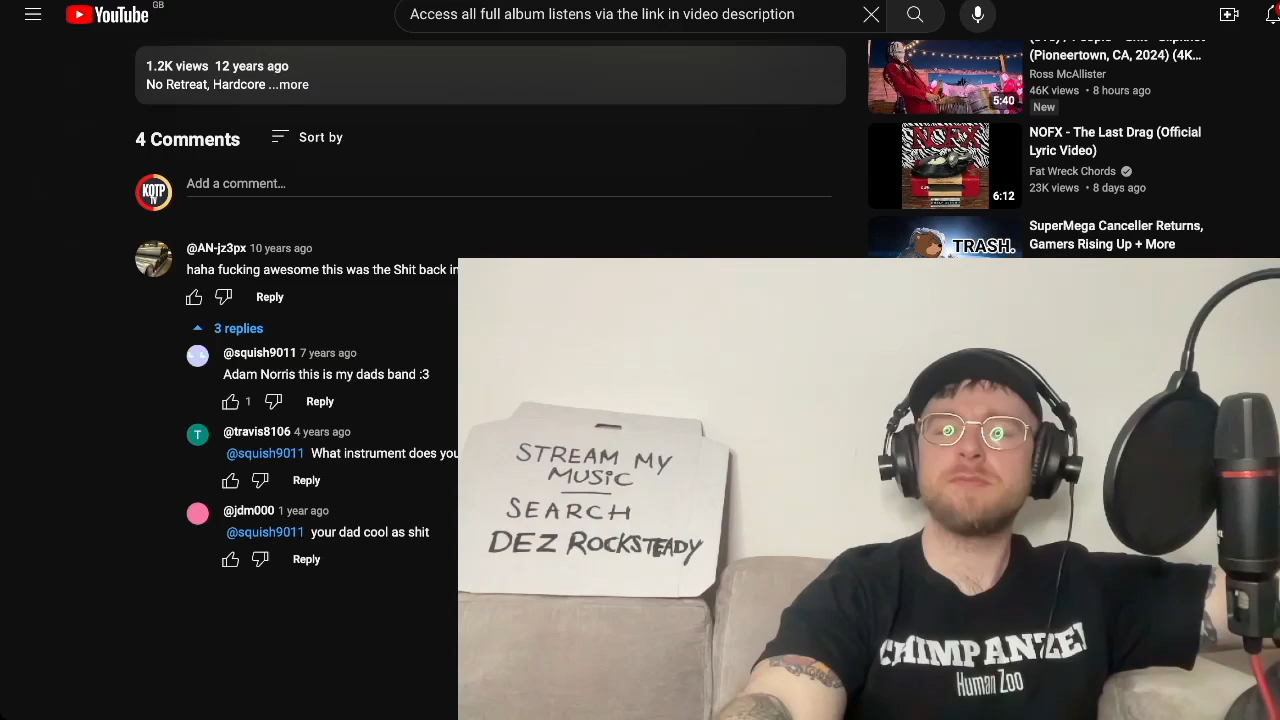 YouTube GB
Access all full album listens via the link in video description
1.2K views 12 years ago
No Retreat, Hardcore ...more
4 Comments
Sort by
Add a comment...
KOTP
TV
@AN-jz3px 10 years ago
haha fucking awesome this was the Shit back in
Reply
3 replies
@squish9011 7 years ago
Adam Norris this is my dads band :3
1
Reply
T
@travis8106 4 years ago
@squish9011 What instrument does you
Reply
@jdm000 1 year ago
@squish9011 your dad cool as shit
Reply
(Pioneertown, CA, 2024) (4K...
Ross McAllister
46K views • 8 hours ago
New
5:40
NOFX
NOFX - The Last Drag (Official
Lyric Video)
Fat Wreck Chords
23K views • 8 days ago
6:12
SuperMega Canceller Returns,
Gamers Rising Up + More
TRASH.
STREAM MY
MUSIC
SEARCH
DEZ ROCKSTEADY
CHIMPANZEE
Human Zoo